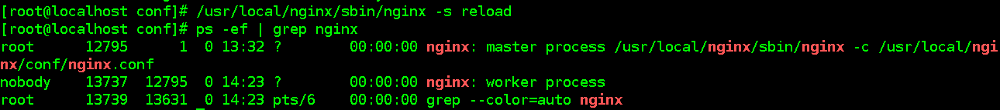 [root@localhost conf]# /usr/local/nginx/sbin/nginx -s reload
[root@localhost conf]# ps -ef | grep nginx
root     12795     1  0 13:32 ?        00:00:00 nginx: master process /usr/local/nginx/sbin/nginx -c /usr/local/ngi
nx/conf/nginx.conf
nobody   13737 12795  0 14:23 ?        00:00:00 nginx: worker process
root     13739 13631  0 14:23 pts/6    00:00:00 grep --color=auto nginx